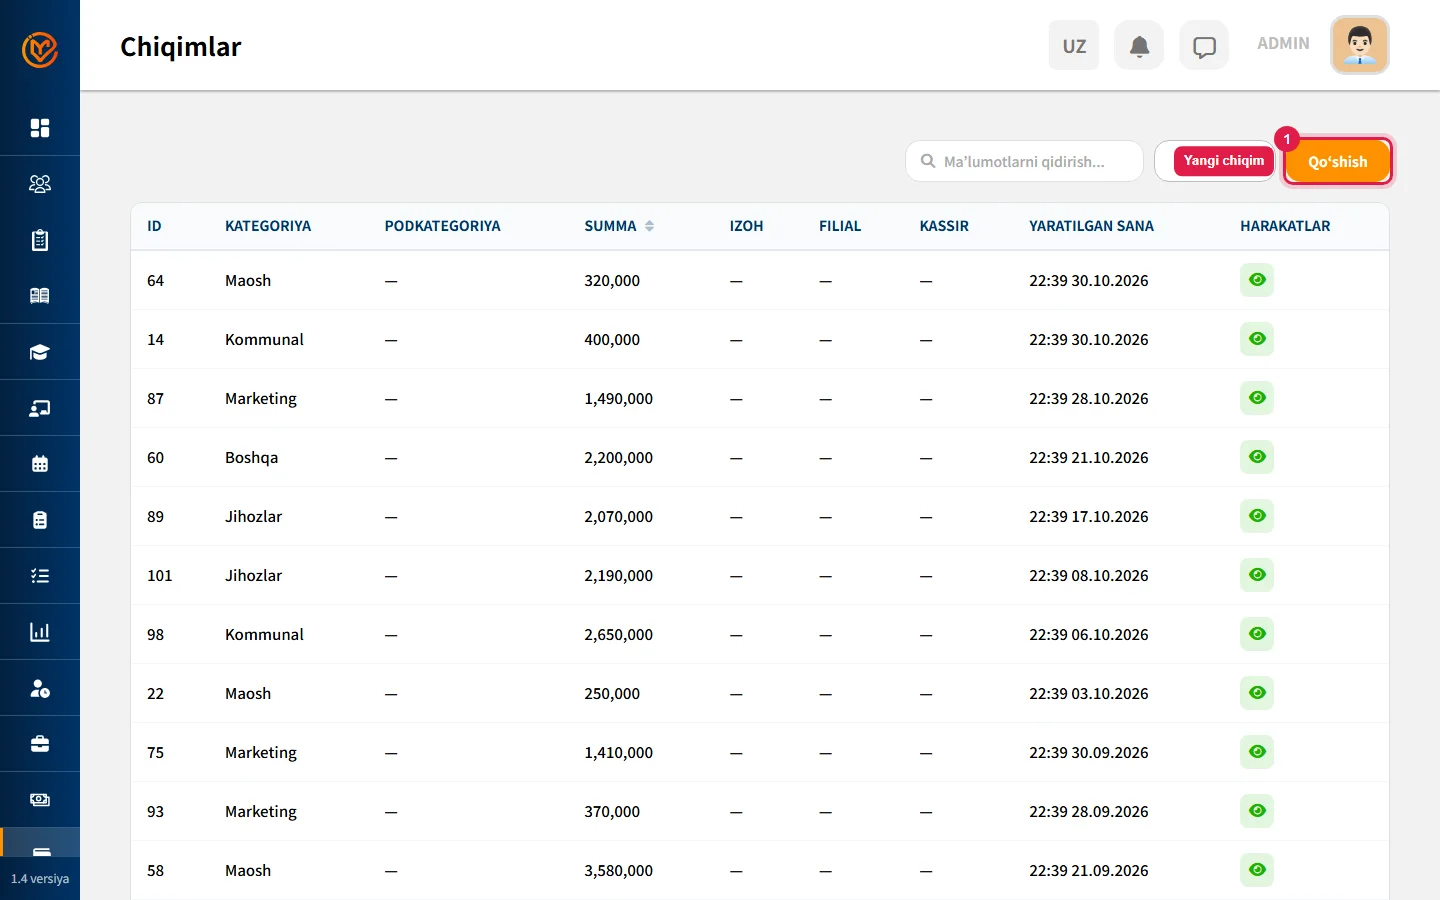 Chiqimlar
UZ
ADMIN
Ma'lumotlarni qidirish...
Yangi chiqim
1
Qo'shish
ID KATEGORIYA PODKATEGORIYA SUMMA IZOH FILIAL KASSIR YARATILGAN SANA HARAKATLAR
64 Maosh — 320,000 — — — 22:39 30.10.2026
14 Kommunal — 400,000 — — — 22:39 30.10.2026
87 Marketing — 1,490,000 — — — 22:39 28.10.2026
60 Boshqa — 2,200,000 — — — 22:39 21.10.2026
89 Jihozlar — 2,070,000 — — — 22:39 17.10.2026
101 Jihozlar — 2,190,000 — — — 22:39 08.10.2026
98 Kommunal — 2,650,000 — — — 22:39 06.10.2026
22 Maosh — 250,000 — — — 22:39 03.10.2026
75 Marketing — 1,410,000 — — — 22:39 30.09.2026
93 Marketing — 370,000 — — — 22:39 28.09.2026
58 Maosh — 3,580,000 — — — 22:39 21.09.2026
1.4 versiya